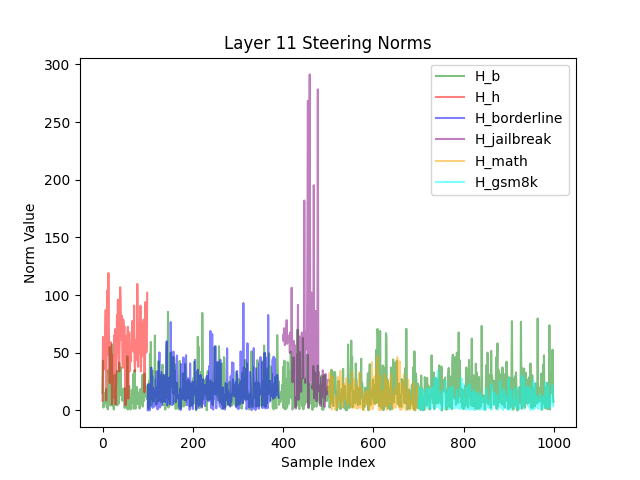 Layer 11 Steering Norms
300
250
200
150
100
50
0
Norm Value
H_b
H_h
H_borderline
H_jailbreak
H_math
H_gsm8k
0 200 400 600 800 1000
Sample Index